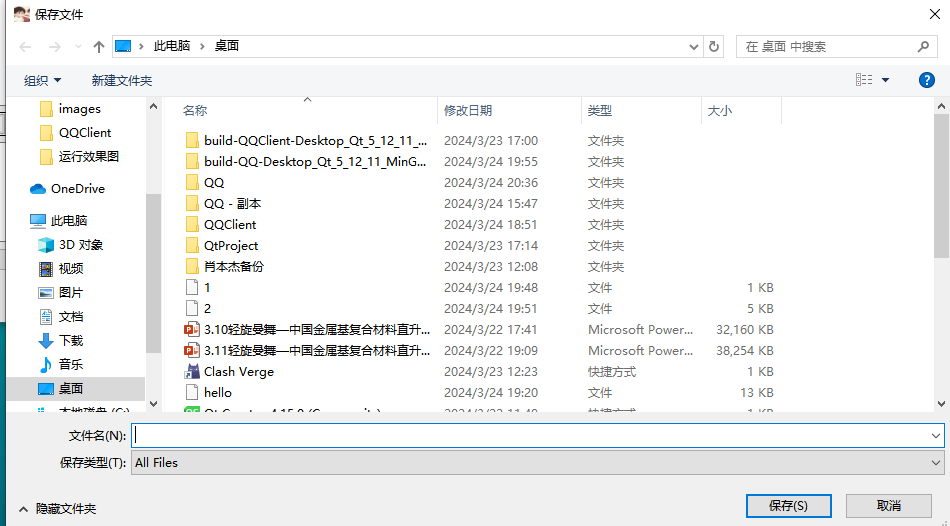 保存文件
此电脑 › 桌面
在 桌面 中搜索
组织 新建文件夹
images
QQClient
运行效果图
OneDrive
此电脑
3D 对象
视频
图片
文档
下载
音乐
桌面
名称 修改日期 类型 大小
build-QQClient-Desktop_Qt_5_12_11_... 2024/3/23 17:00 文件夹
build-QQ-Desktop_Qt_5_12_11_MinG... 2024/3/24 19:55 文件夹
QQ 2024/3/24 20:36 文件夹
QQ - 副本 2024/3/24 15:47 文件夹
QQClient 2024/3/24 18:51 文件夹
QtProject 2024/3/23 17:14 文件夹
肖本杰备份 2024/3/23 12:08 文件夹
1 2024/3/24 19:48 文件 1 KB
2 2024/3/24 19:51 文件 5 KB
3.10轻旋曼舞—中国金属基复合材料直升... 2024/3/22 17:41 Microsoft Power... 32,160 KB
3.11轻旋曼舞—中国金属基复合材料直升... 2024/3/22 19:09 Microsoft Power... 38,254 KB
Clash Verge 2024/3/23 12:23 快捷方式 1 KB
hello 2024/3/24 19:20 文件 13 KB
文件名(N):
保存类型(T): All Files
隐藏文件夹
保存(S) 取消